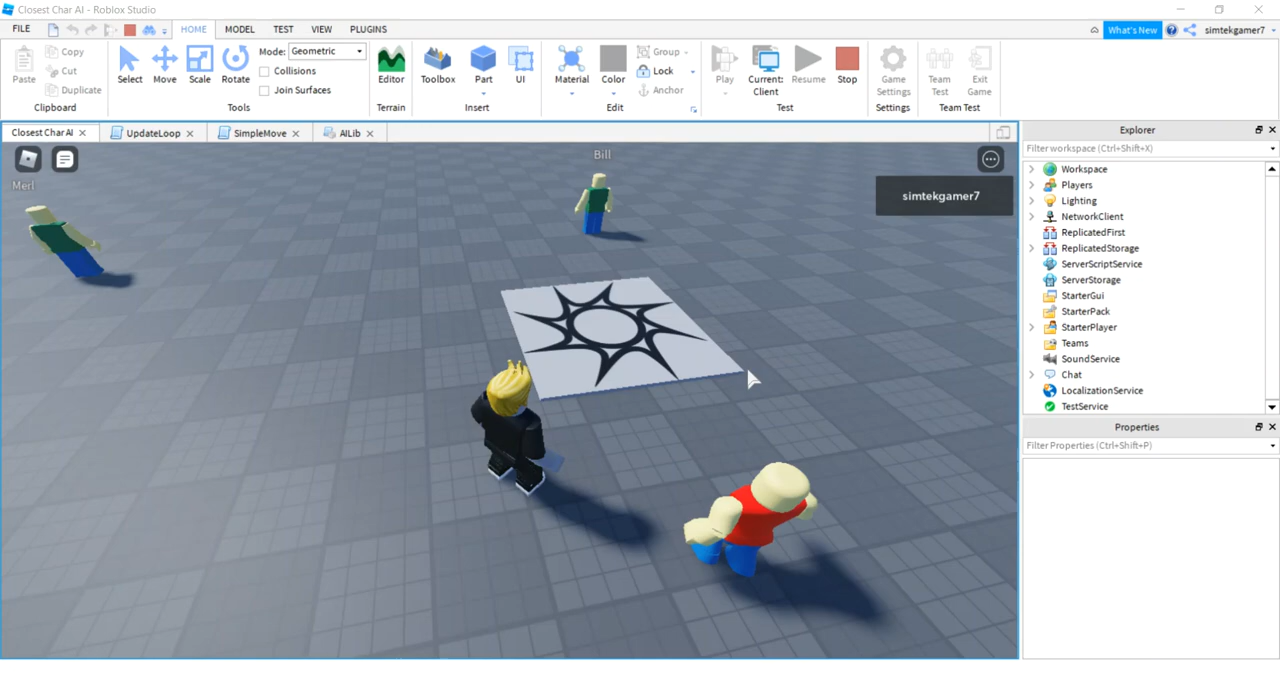 Closest Char AI - Roblox Studio
FILE HOME MODEL TEST VIEW PLUGINS What's New simtekgamer7
Paste Copy Cut Duplicate
Clipboard
Select Move Scale Rotate Mode: Geometric Collisions Join Surfaces
Tools
Editor
Terrain
Toolbox Part UI
Insert
Material Color Group Lock Anchor
Edit
Play Current: Client Resume Stop
Test
Game Settings
Settings
Team Test Exit Game
Team Test
Closest Char AI UpdateLoop SimpleMove AILib
Merl
Bill
simtekgamer7
Explorer
Filter workspace (Ctrl+Shift+X)
Workspace
Players
Lighting
NetworkClient
ReplicatedFirst
ReplicatedStorage
ServerScriptService
ServerStorage
StarterGui
StarterPack
StarterPlayer
Teams
SoundService
Chat
LocalizationService
TestService
Properties
Filter Properties (Ctrl+Shift+P)